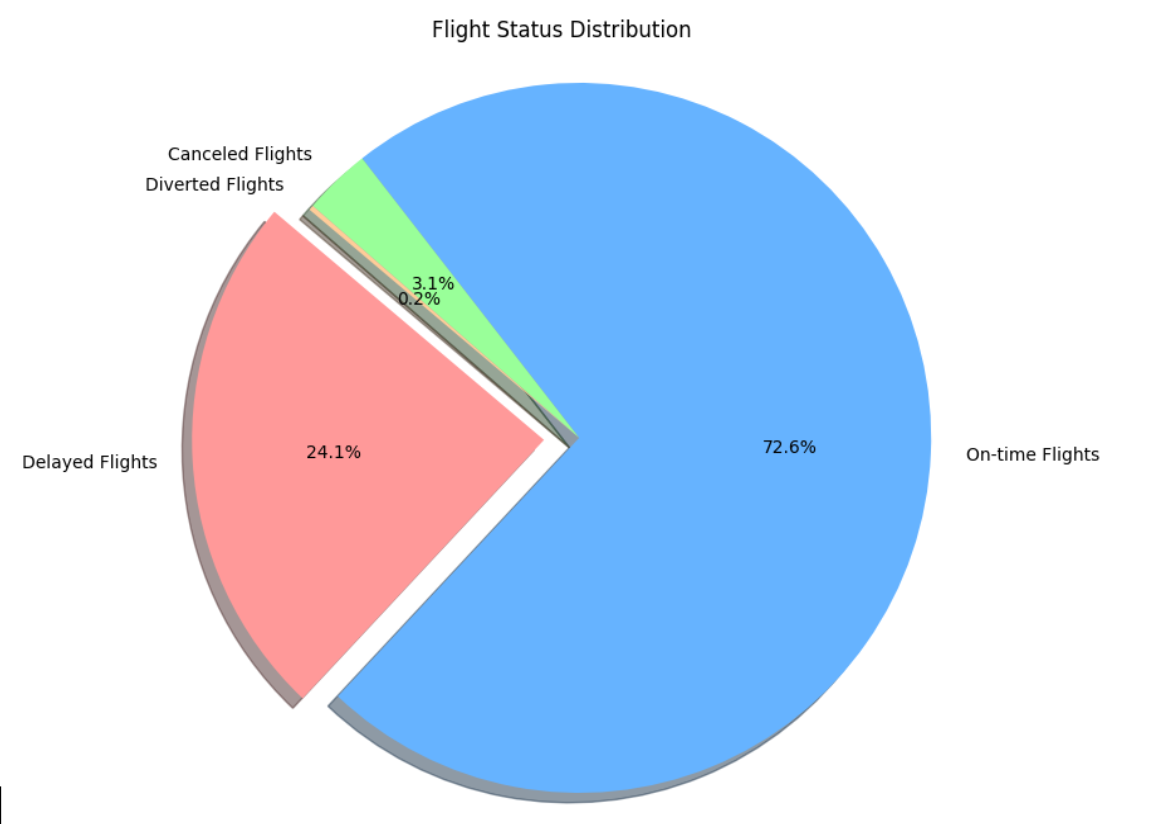 Flight Status Distribution
Canceled Flights
Diverted Flights
3.1%
0.2%
Delayed Flights
24.1%
72.6%
On-time Flights